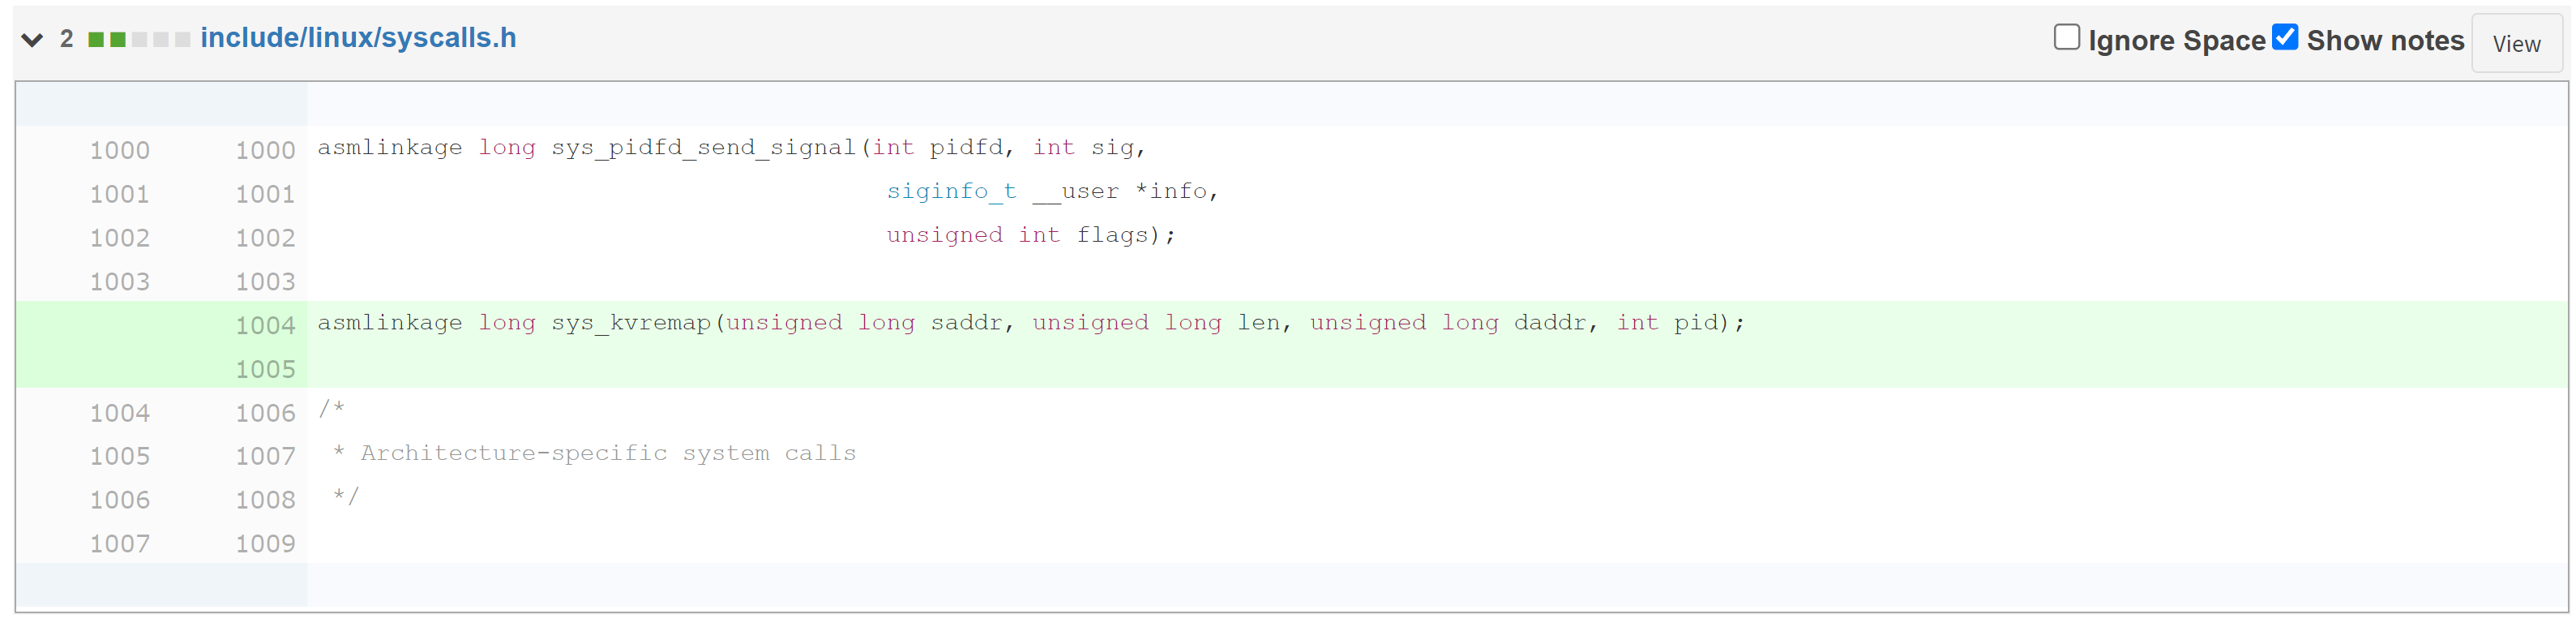 2 include/linux/syscalls.h Ignore Space Show notes View
1000 1000 asmlinkage long sys_pidfd_send_signal(int pidfd, int sig,
1001 1001 siginfo_t __user *info,
1002 1002 unsigned int flags);
1003 1003
1004 asmlinkage long sys_kvremap(unsigned long saddr, unsigned long len, unsigned long daddr, int pid);
1005
1004 1006 /*
1005 1007 * Architecture-specific system calls
1006 1008 */
1007 1009